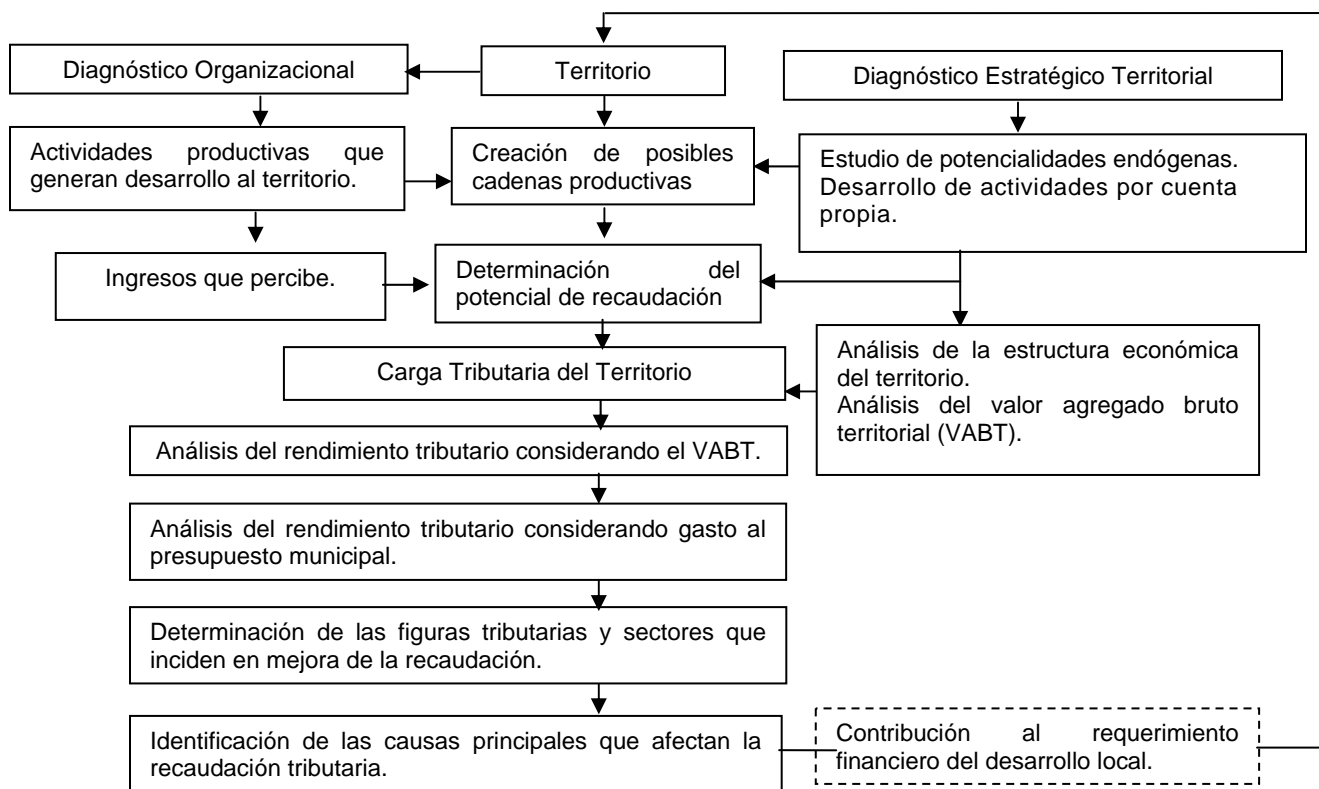 Diagnóstico Organizacional
Territorio
Diagnóstico Estratégico Territorial
Actividades productivas que
generan desarrollo al territorio.
Creación de posibles
cadenas productivas
Estudio de potencialidades endógenas.
Desarrollo de actividades por cuenta
propia.
Ingresos que percibe.
Determinación del
potencial de recaudación
Carga Tributaria del Territorio
Análisis de la estructura económica
del territorio.
Análisis del valor agregado bruto
territorial (VABT).
Análisis del rendimiento tributario considerando el VABT.
Análisis del rendimiento tributario considerando gasto al
presupuesto municipal.
Determinación de las figuras tributarias y sectores que
inciden en mejora de la recaudación.
Identificación de las causas principales que afectan la
recaudación tributaria.
Contribución al requerimiento
financiero del desarrollo local.